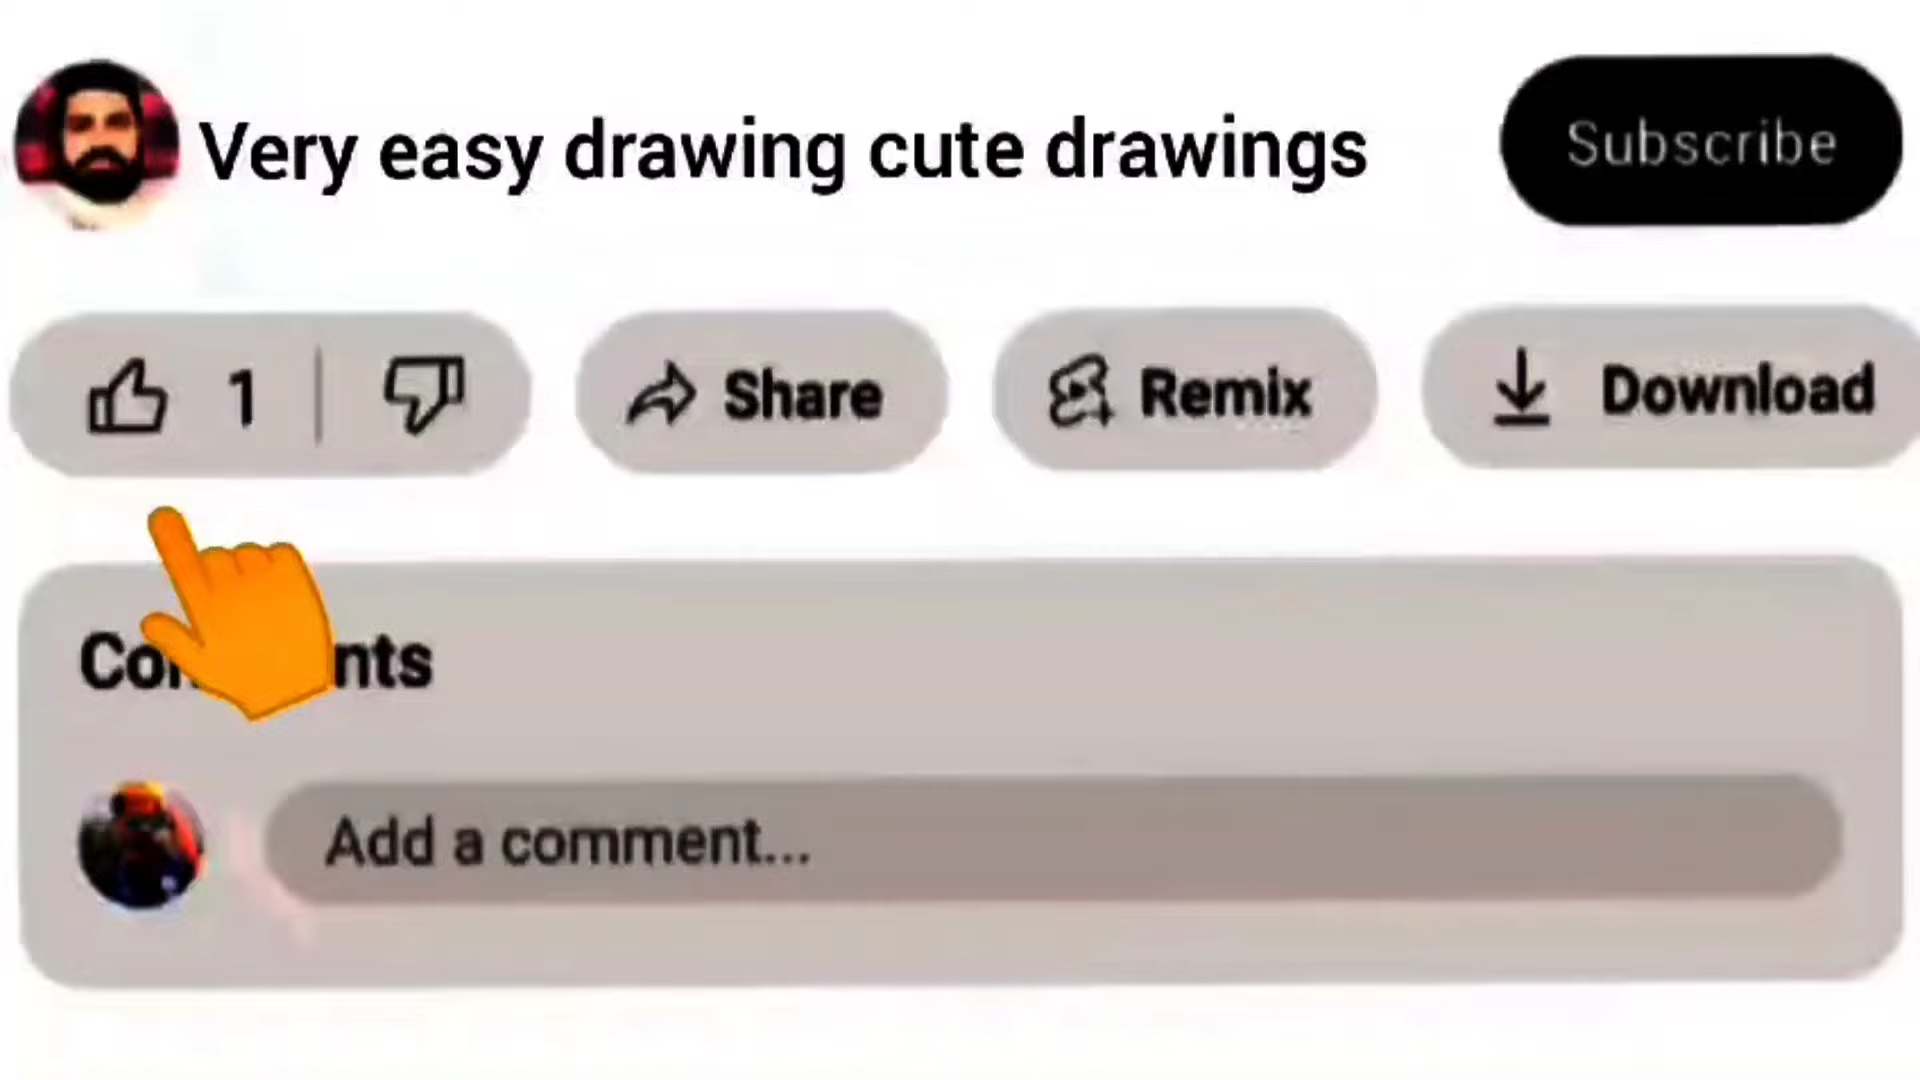 Very easy drawing cute drawings
Subscribe
1
Share
Remix
Download
Add a comment...